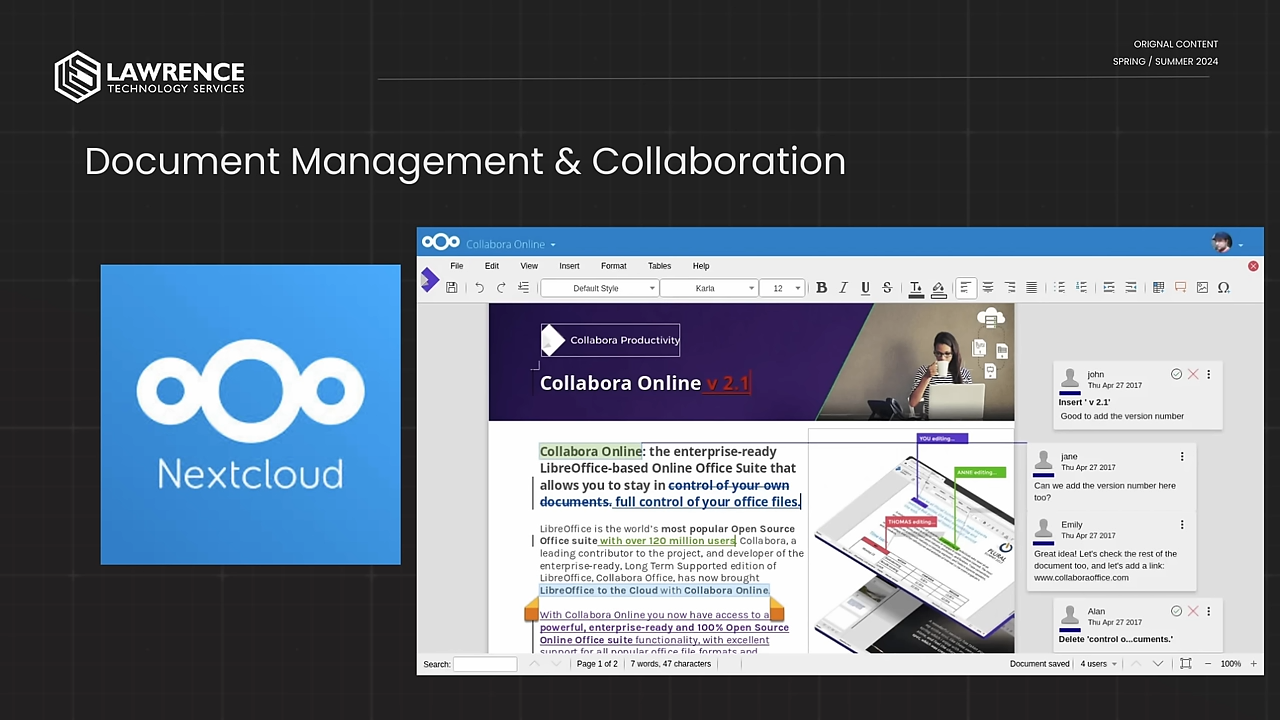 LAWRENCE
TECHNOLOGY SERVICES
ORIGNAL CONTENT
SPRING / SUMMER 2024
Document Management & Collaboration
Nextcloud
Collabora Online
File Edit View Insert Format Tables Help
Default Style Karla 12
Collabora Productivity
Collabora Online v 2.1
Collabora Online: the enterprise-ready
LibreOffice-based Online Office Suite that
allows you to stay in control of your own
documents. full control of your office files.
LibreOffice is the world's most popular Open Source
Office suite with over 120 million users. Collabora, a
leading contributor to the project, and developer of the
enterprise-ready, Long Term Supported edition of
LibreOffice, Collabora Office, has now brought
LibreOffice to the Cloud with Collabora Online.
With Collabora Online you now have access to a
powerful, enterprise-ready and 100% Open Source
Online Office suite functionality, with excellent
support for all popular office file formats and
YOU editing...
ANNE editing...
THOMAS editing...
PLURAL
john
Thu Apr 27 2017
Insert ' v 2.1'
Good to add the version number
jane
Thu Apr 27 2017
Can we add the version number here
too?
Emily
Thu Apr 27 2017
Great idea! Let's check the rest of the
document too, and let's add a link:
www.collaboraoffice.com
Alan
Thu Apr 27 2017
Delete 'control o...cuments.'
Search: Page 1 of 2 7 words, 47 characters Document saved 4 users 100%